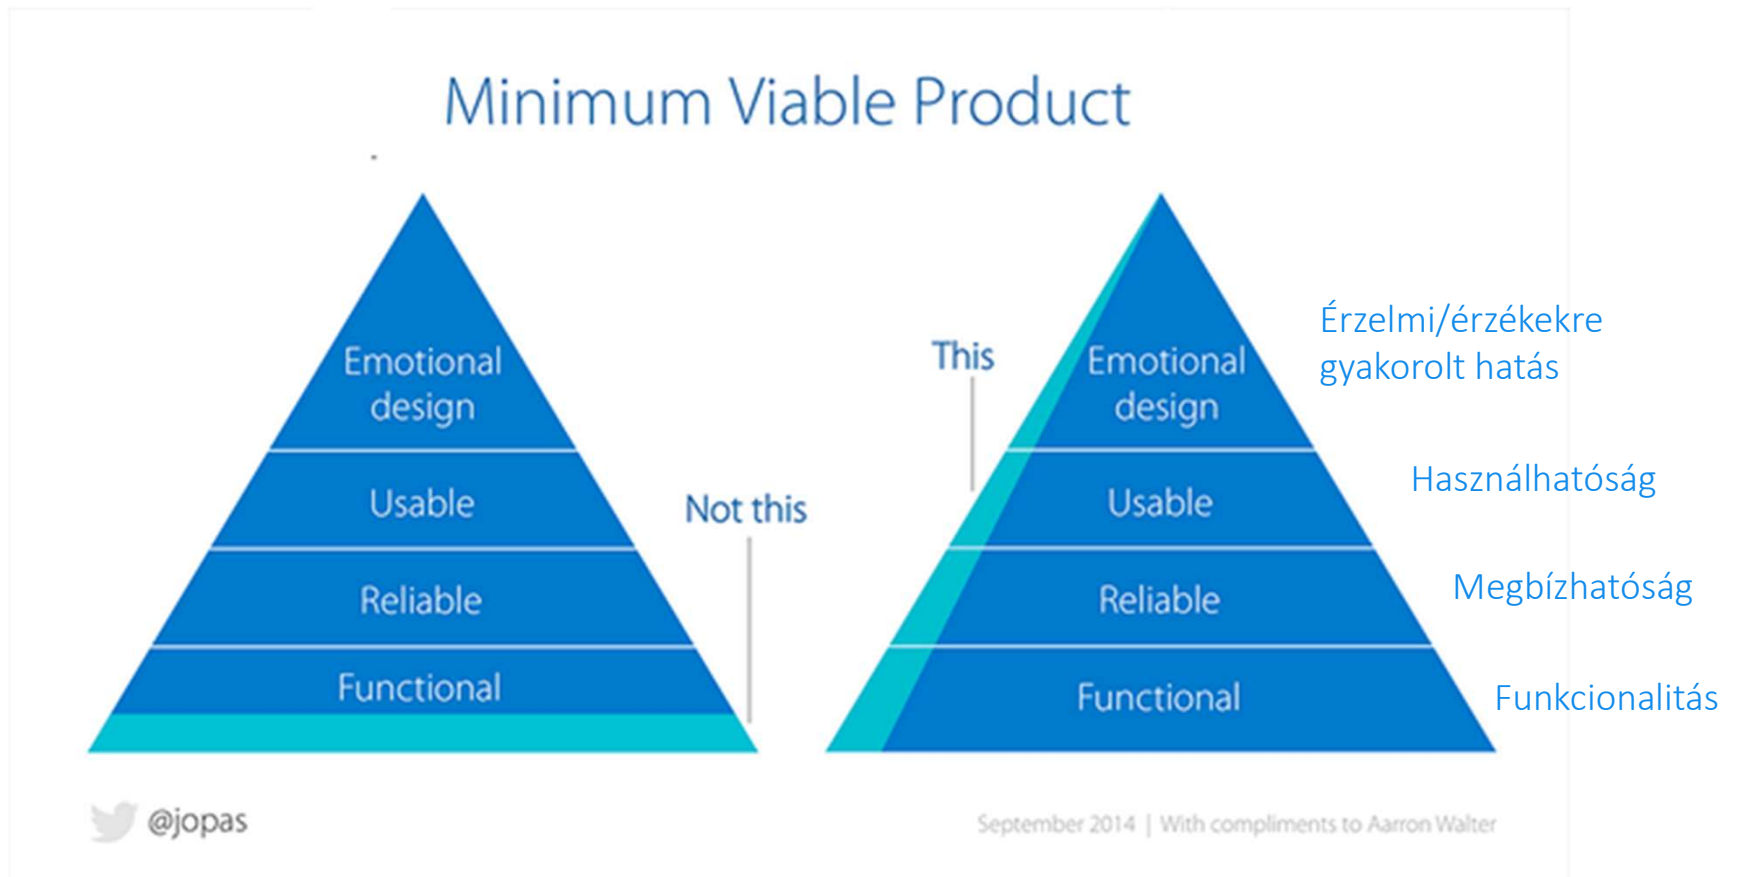 Minimum Viable Product
Emotional
design
Usable
Reliable
Functional
Not this
This
Emotional
design
Usable
Reliable
Functional
Érzelmi/érzékekre
gyakorolt hatás
Használhatóság
Megbízhatóság
Funkcionalitás
@jopas
September 2014 | With compliments to Aarron Walter